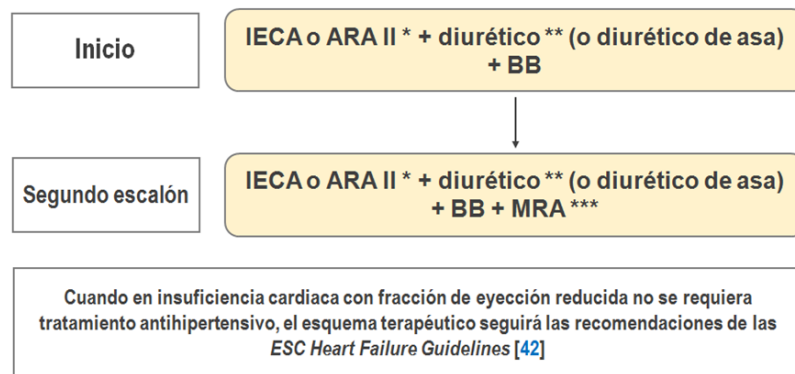 Inicio
IECA o ARA II * + diurético ** (o diurético de asa)
+ BB
Segundo escalón
IECA o ARA II * + diurético ** (o diurético de asa)
+ BB + MRA ***
Cuando en insuficiencia cardiaca con fracción de eyección reducida no se requiera
tratamiento antihipertensivo, el esquema terapéutico seguirá las recomendaciones de las
ESC Heart Failure Guidelines [42]